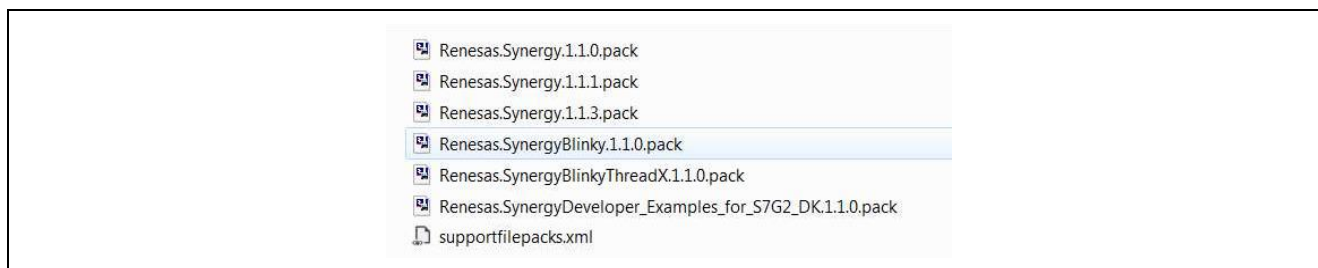 Renesas.Synergy.1.1.0.pack
Renesas.Synergy.1.1.1.pack
Renesas.Synergy.1.1.3.pack
Renesas.SynergyBlinky.1.1.0.pack
Renesas.SynergyBlinkyThreadX.1.1.0.pack
Renesas.SynergyDeveloper_Examples_for_S7G2_DK.1.1.0.pack
supportfilepacks.xml